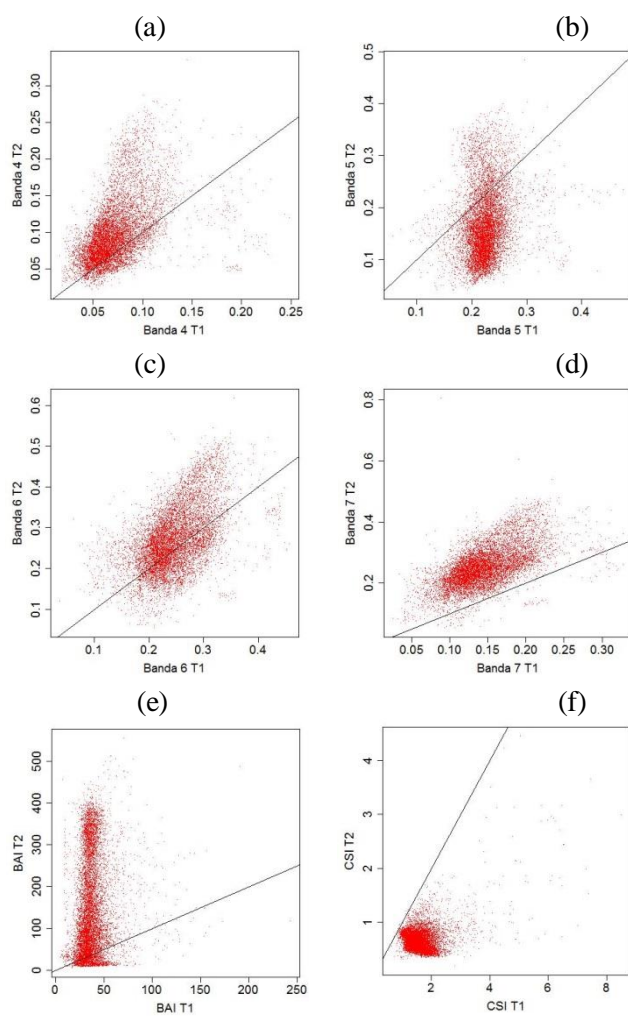 (a)
0.05 0.10 0.15 0.20 0.25 0.30
Banda 4 T2
0.05 0.10 0.15 0.20 0.25
Banda 4 T1
(b)
0.1 0.2 0.3 0.4 0.5
Banda 5 T2
0.1 0.2 0.4
Banda 5 T1
(c)
0.1 0.2 0.3 0.4 0.5 0.6
Banda 6 T2
0.1 0.2 0.3 0.4
Banda 6 T1
(d)
0.2 0.4 0.6 0.8
Banda 7 T2
0.05 0.10 0.15 0.20 0.30
Banda 7 T1
(e)
0 100 200 300 400 500
BAI T2
0 50 100 150 200 250
BAI T1
(f)
1 2 3 4
CSI T2
2 4 6 8
CSI T1